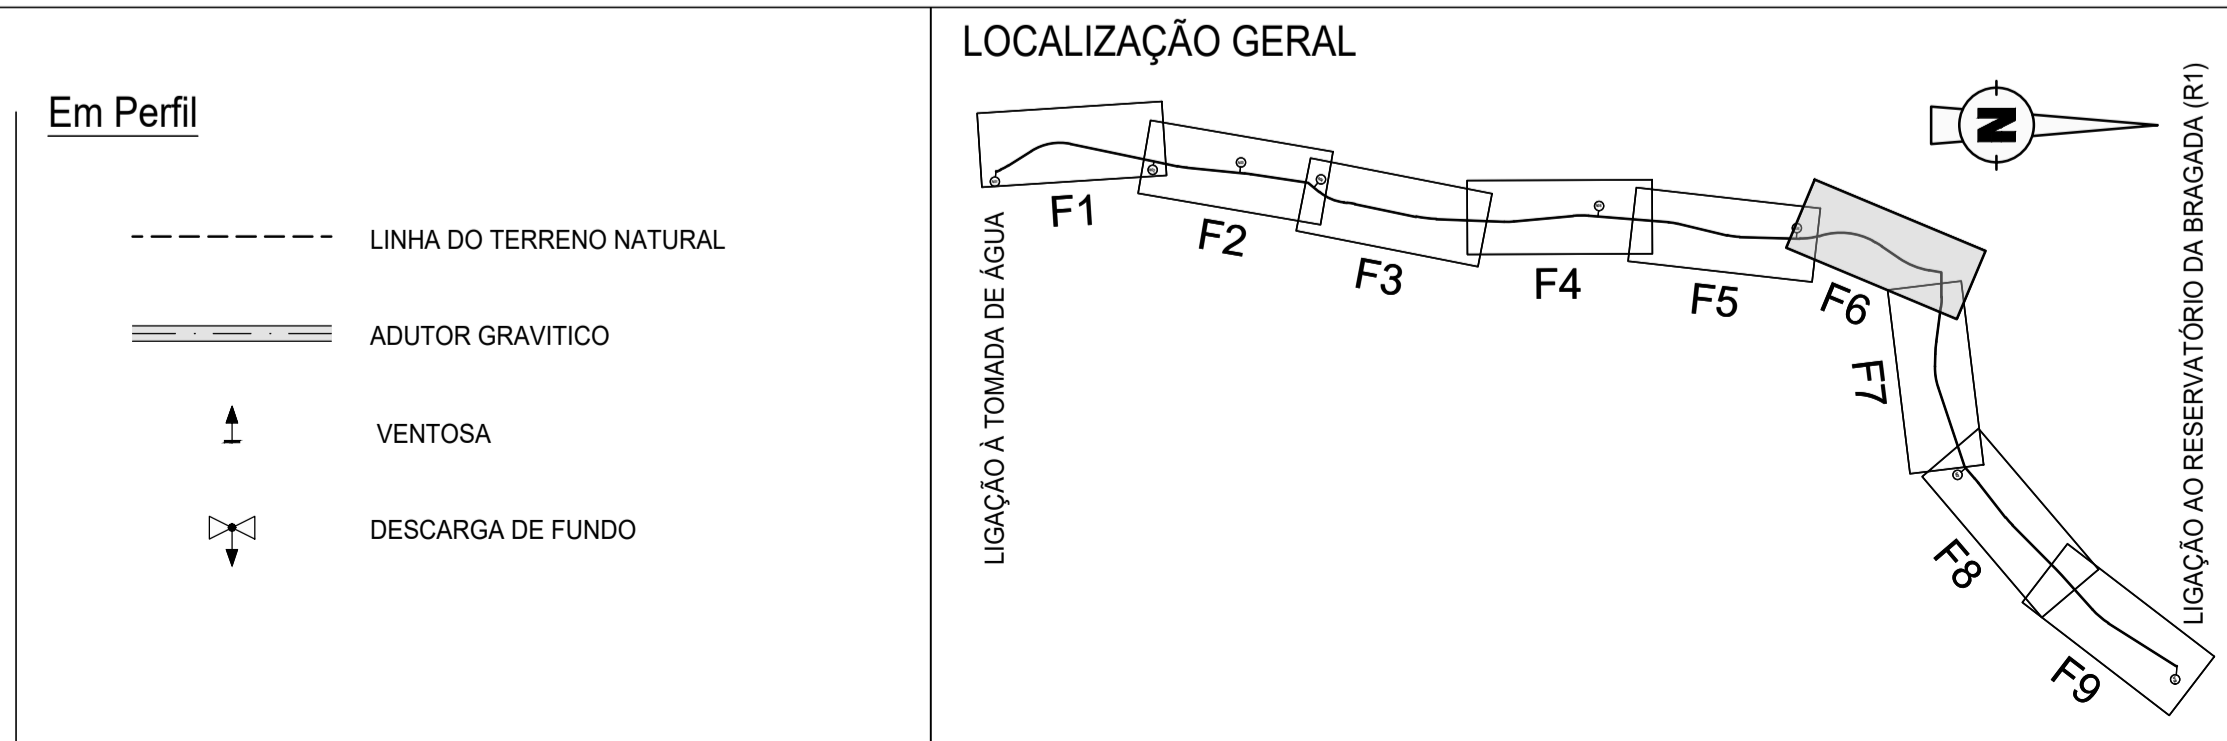 Em Perfil
LINHA DO TERRENO NATURAL
ADUTOR GRAVITICO
VENTOSA
DESCARGA DE FUNDO
LOCALIZAÇÃO GERAL
N
LIGAÇÃO À TOMADA DE ÁGUA
F1
F2
F3
F4
F5
F6
F7
F8
F9
LIGAÇÃO AO RESERVATÓRIO DA BRAGADA (R1)